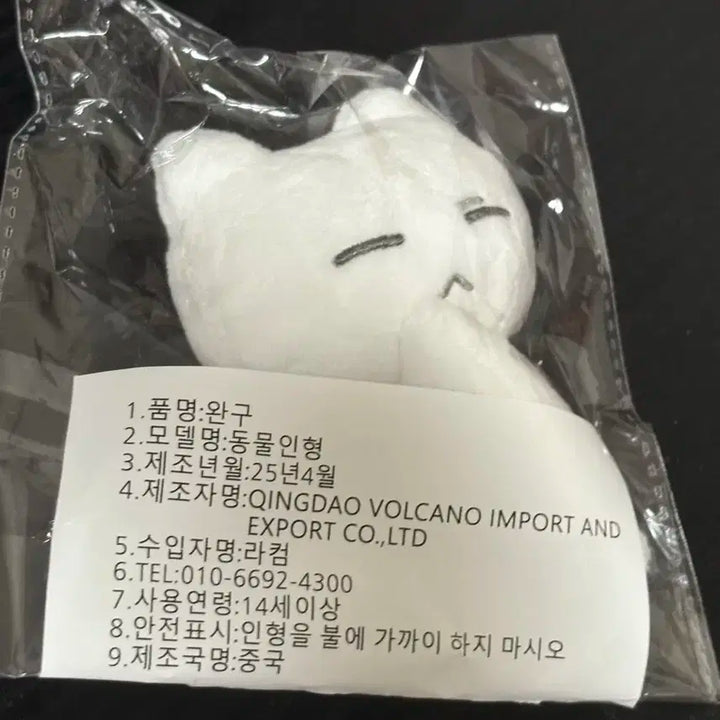 1.품명:완구
2.모델명:동물인형
3.제조년월:25년4월
4.제조자명:QINGDAO VOLCANO IMPORT AND
EXPORT CO.,LTD
5.수입자명:라컴
6.TEL:010-6692-4300
7.사용연령:14세이상
8.안전표시:인형을 불에 가까이 하지 마시오
9.제조국명:중국